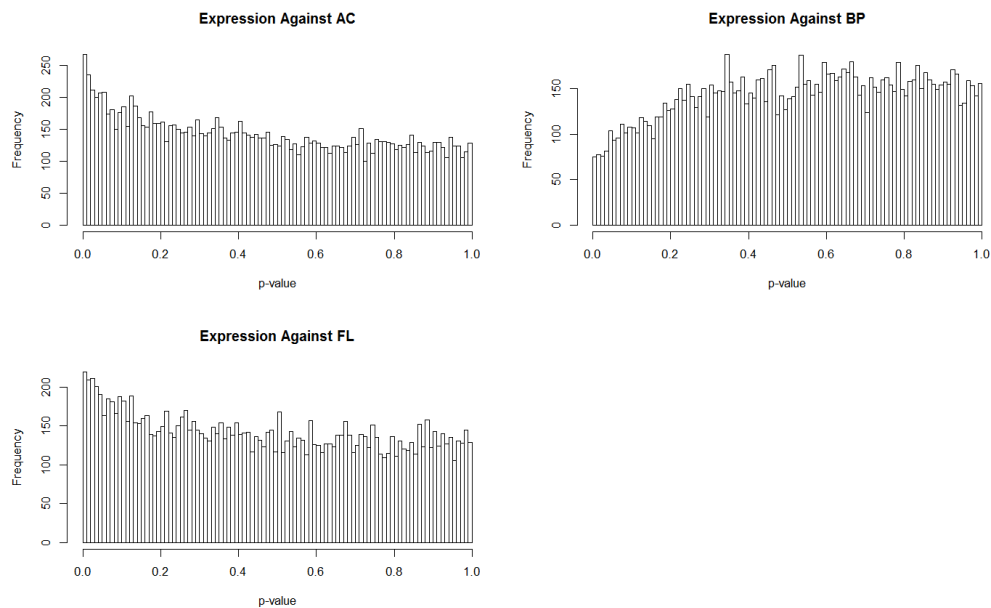 Expression Against AC
Frequency
0 50 100 150 200 250
0.0 0.2 0.4 0.6 0.8 1.0
p-value
Expression Against BP
Frequency
0 50 100 150
0.0 0.2 0.4 0.6 0.8 1.0
p-value
Expression Against FL
Frequency
0 50 100 150 200
0.0 0.2 0.4 0.6 0.8 1.0
p-value